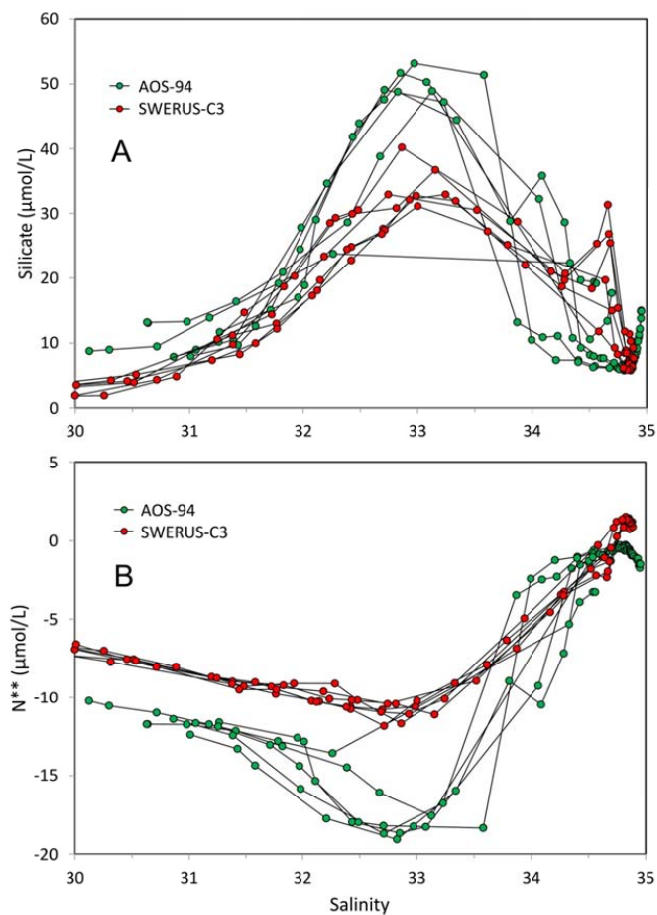 60
50
40
30
20
10
0
Silicate (μmol/L)
AOS-94
SWERUS-C3
A
30 31 32 33 34 35
5
0
-5
-10
-15
-20
N** (μmol/L)
AOS-94
SWERUS-C3
B
30 31 32 33 34 35
Salinity